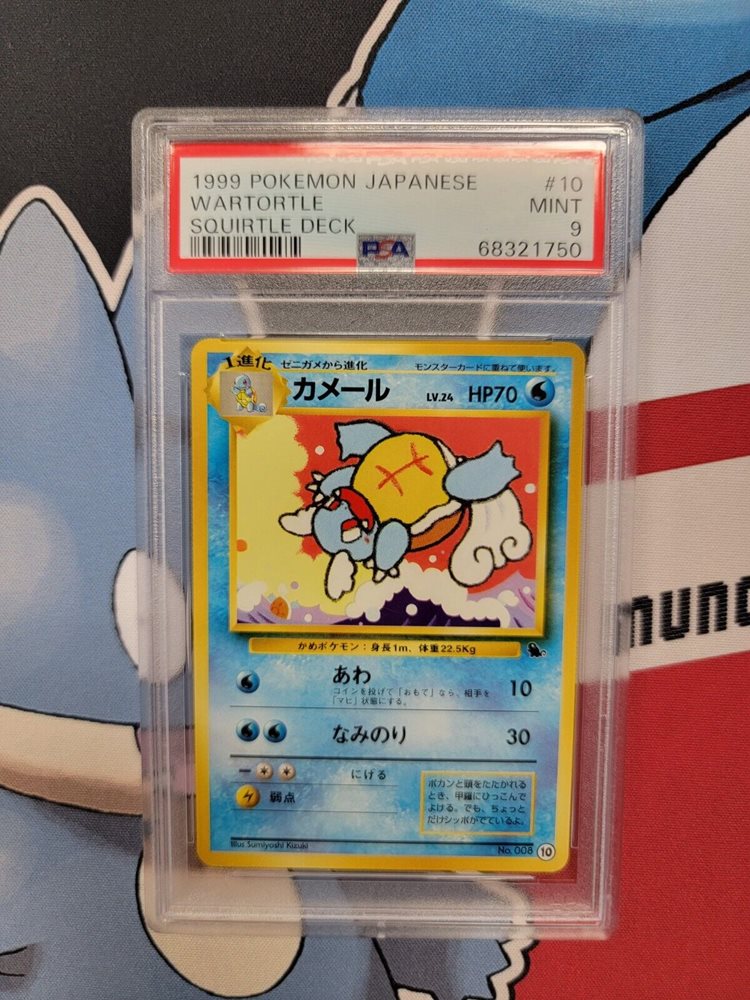 1999 POKEMON JAPANESE #10
WARTORTLE MINT
SQUIRTLE DECK 9
PSA 68321750
1進化 ゼニガメから進化 モンスターカードに重ねて使います。
カメール LV.24 HP70
かめポケモン：身長1m、体重22.5Kg
あわ 10
コインを投げて「おもて」なら、相手を
「マヒ」状態にする。
なみのり 30
にげる
弱点
ポカンと頭をたたかれる
とき、甲羅にひっこんで
よける。でも、ちょっと
だけシッポがでているよ。
Illus Sumiyoshi Kizuki No. 008 10